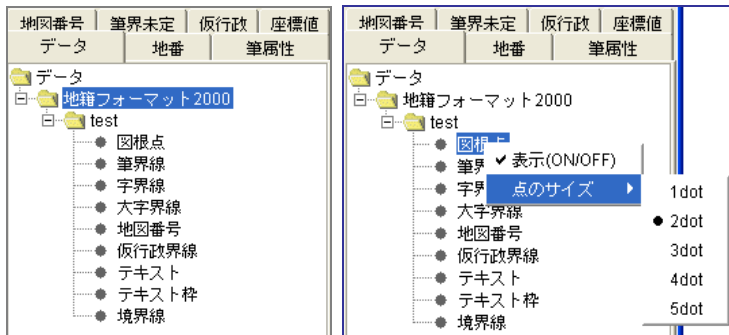 地図番号 筆界未定 仮行政 座標値
データ 地番 筆属性
データ
地籍フォーマット2000
test
図根点
筆界線
字界線
大字界線
地図番号
仮行政界線
テキスト
テキスト枠
境界線
地図番号 筆界未定 仮行政 座標値
データ 地番 筆属性
データ
地籍フォーマット2000
test
図根点
筆界
字界
大字界線
地図番号
仮行政界線
テキスト
テキスト枠
境界線
表示(ON/OFF)
点のサイズ
1dot
2dot
3dot
4dot
5dot